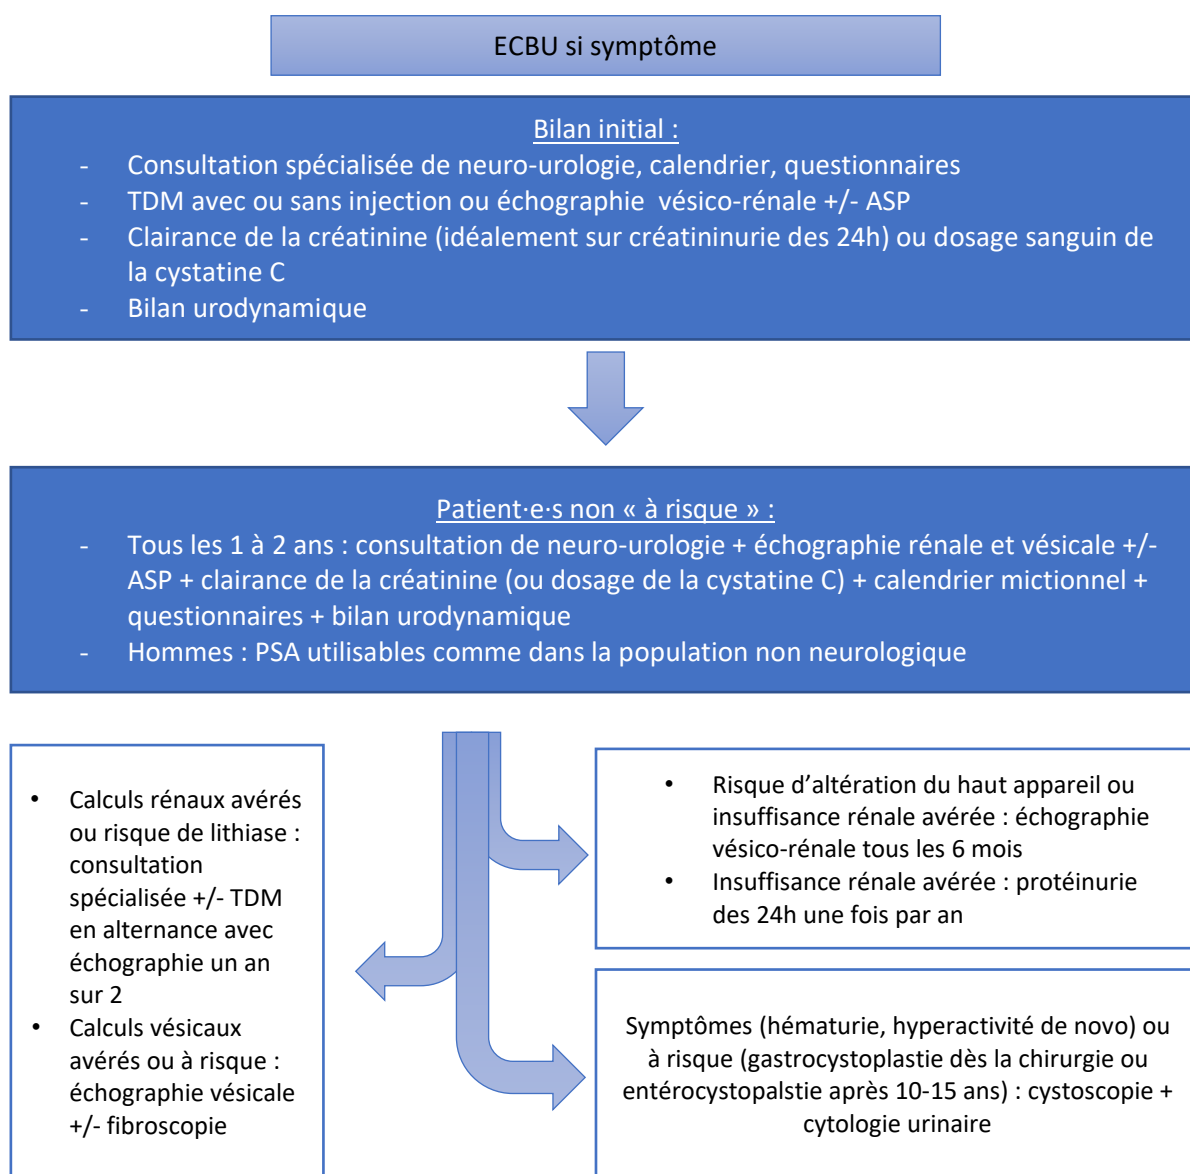 ECBU si symptôme
Bilan initial :
- Consultation spécialisée de neuro-urologie, calendrier, questionnaires
- TDM avec ou sans injection ou échographie vésico-rénale +/- ASP
- Clairance de la créatinine (idéalement sur créatininurie des 24h) ou dosage sanguin de
la cystatine C
- Bilan urodynamique
Patient·e·s non « à risque » :
- Tous les 1 à 2 ans : consultation de neuro-urologie + échographie rénale et vésicale +/-
ASP + clairance de la créatinine (ou dosage de la cystatine C) + calendrier mictionnel +
questionnaires + bilan urodynamique
- Hommes : PSA utilisables comme dans la population non neurologique
• Calculs rénaux avérés
ou risque de lithiase :
consultation
spécialisée +/- TDM
en alternance avec
échographie un an
sur 2
• Calculs vésicaux
avérés ou à risque :
échographie vésicale
+/- fibroscopie
• Risque d'altération du haut appareil ou
insuffisance rénale avérée : échographie
vésico-rénale tous les 6 mois
• Insuffisance rénale avérée : protéinurie
des 24h une fois par an
Symptômes (hématurie, hyperactivité de novo) ou
à risque (gastrocystoplastie dès la chirurgie ou
entérocystopalstie après 10-15 ans) : cystoscopie +
cytologie urinaire